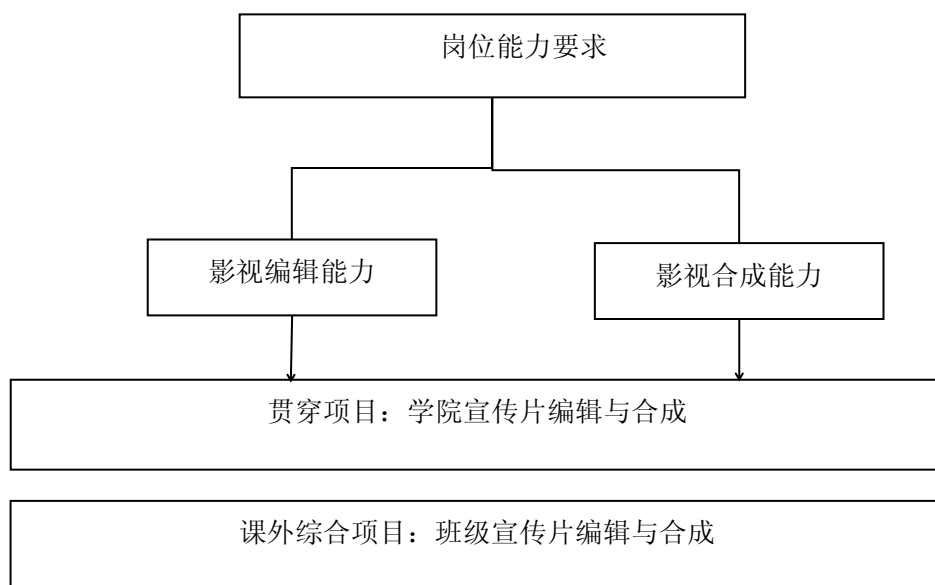 岗位能力要求
影视编辑能力
影视合成能力
贯穿项目：学院宣传片编辑与合成
课外综合项目：班级宣传片编辑与合成